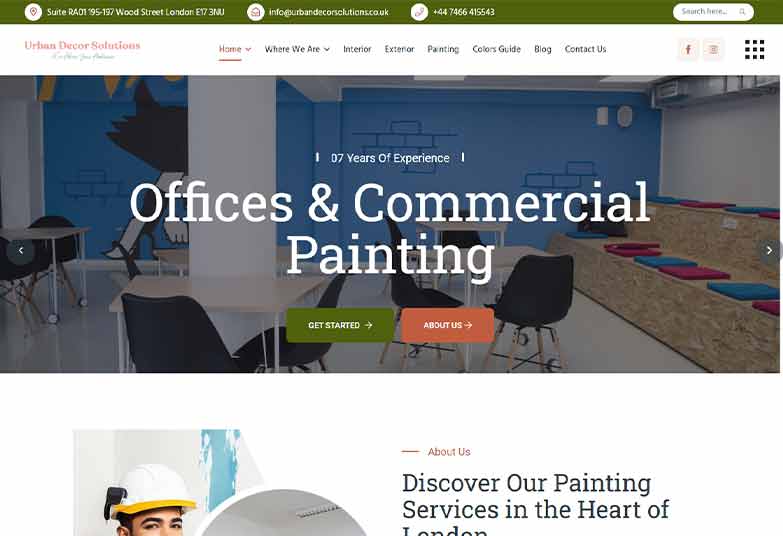 Suite RA01 195-197 Wood Street London E17 3NU
info@urbandecorsolutions.co.uk
+44 7466 415543
Search here...
Urban Decor Solutions
Home
Where We Are
Interior
Exterior
Painting
Colors Guide
Blog
Contact Us
07 Years Of Experience
Offices & Commercial
Painting
GET STARTED
ABOUT US
About Us
Discover Our Painting
Services in the Heart of
London